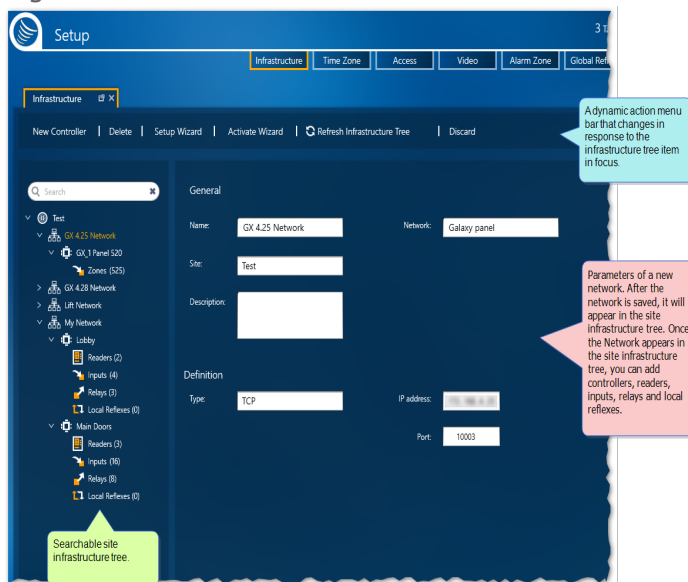 Setup
3
Infrastructure Time Zone Access Video Alarm Zone Global Refl
Infrastructure
New Controller | Delete | Setup Wizard | Activate Wizard | Refresh Infrastructure Tree | Discard
A dynamic action menu
bar that changes in
response to the
infrastructure tree item
in focus.
Search
Test
GX 4.25 Network
GX_1 Panel 520
Zones (525)
GX 4.28 Network
Lift Network
My Network
Lobby
Readers (2)
Inputs (4)
Relays (3)
Local Reflexes (0)
Main Doors
Readers (3)
Inputs (16)
Relays (8)
Local Reflexes (0)
Searchable site
infrastructure tree.
General
Name: GX 4.25 Network Network: Galaxy panel
Site: Test
Description:
Definition
Type: TCP IP address:
Port: 10003
Parameters of a new
network. After the
network is saved, it will
appear in the site
infrastructure tree. Once
the Network appears in
the site infrastructure
tree, you can add
controllers, readers,
inputs, relays and local
reflexes.